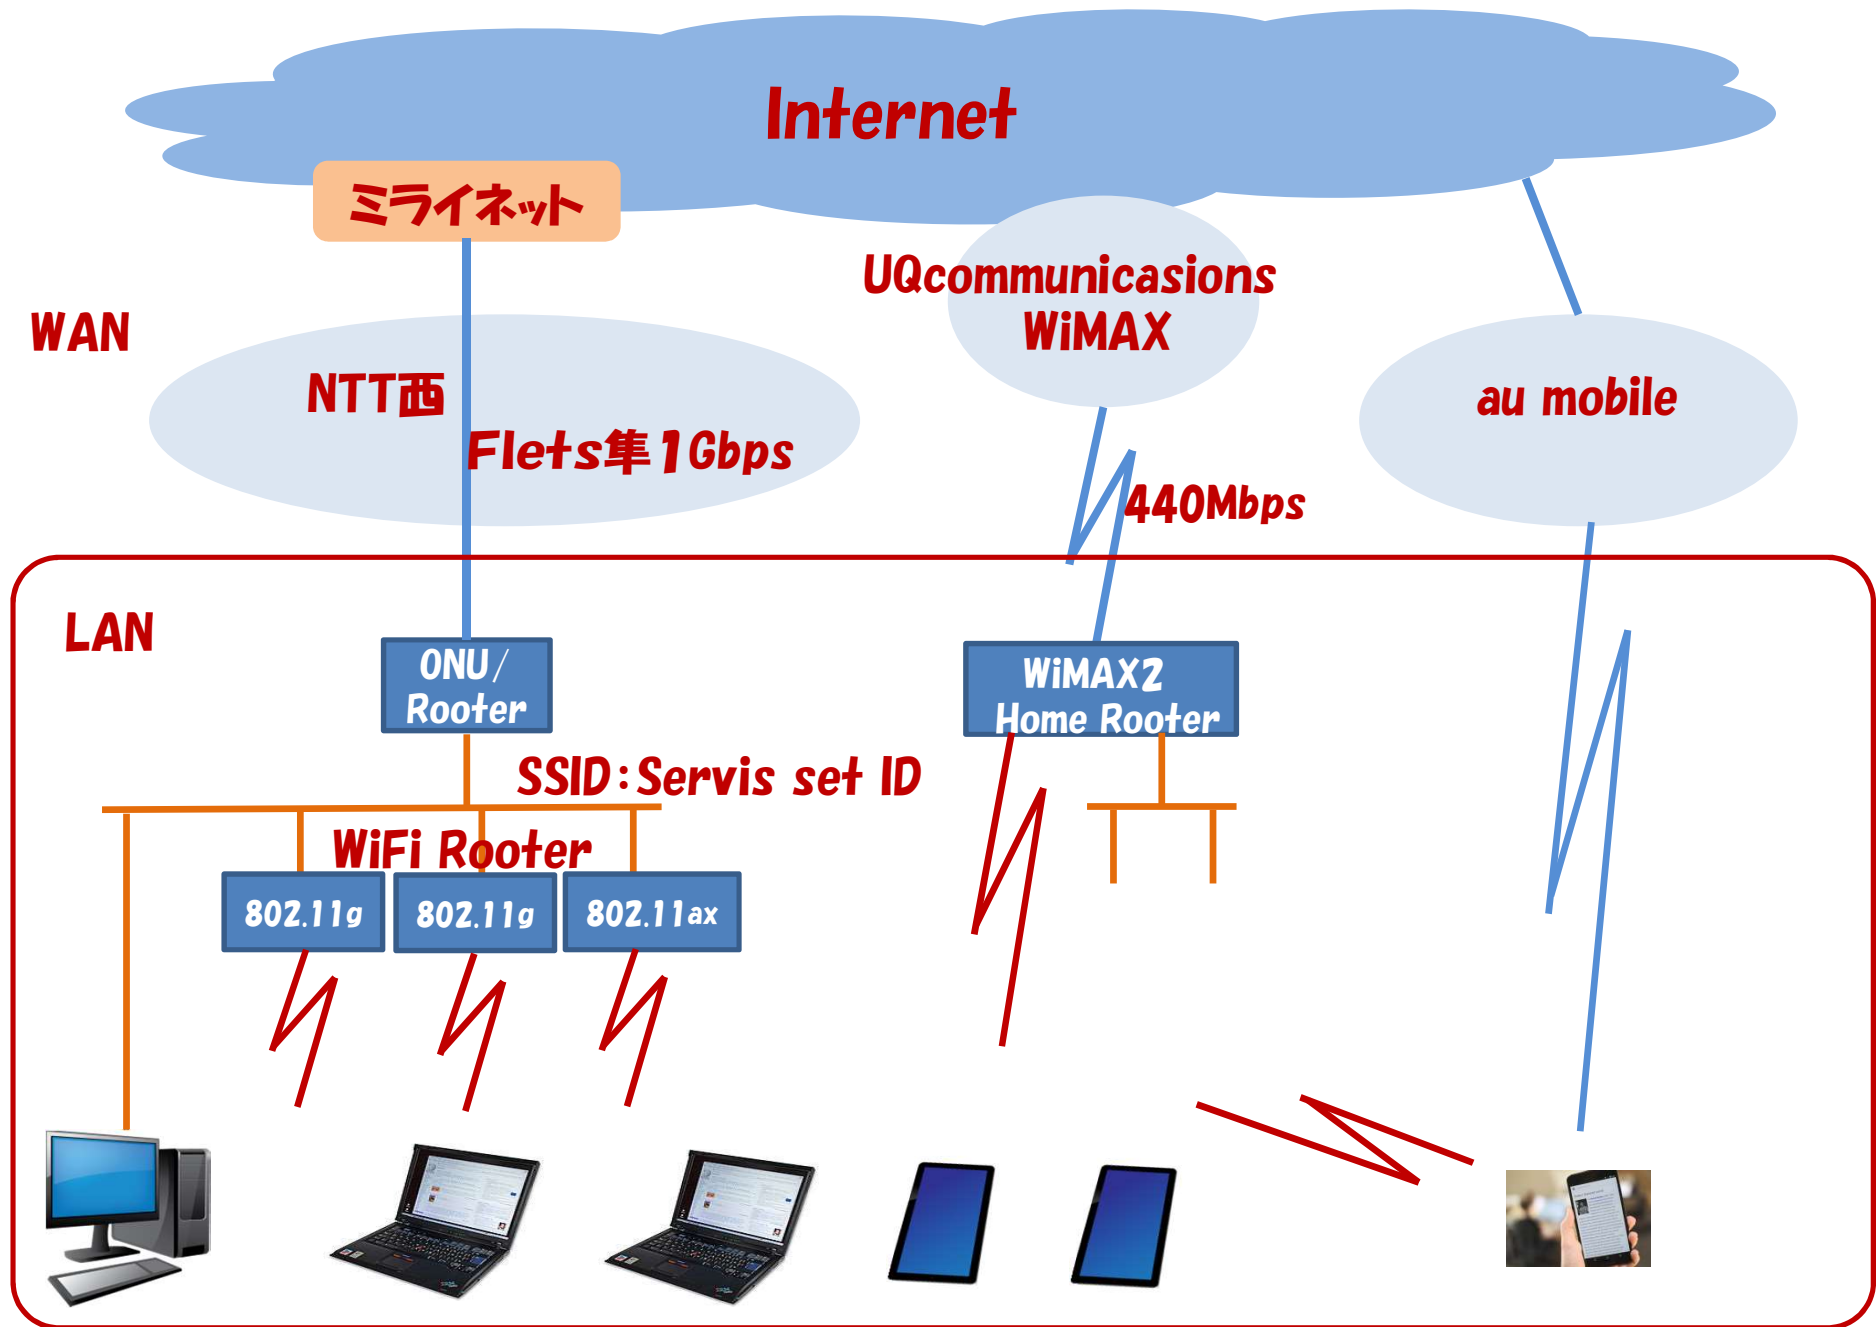 Internet
ミライネット
UQcommunicasions
WiMAX
WAN
NTT西
au mobile
Flets隼1Gbps
440Mbps
LAN
ONU/
Rooter
WiMAX2
Home Rooter
SSID:Servis set ID
WiFi Rooter
802.11g
802.11g
802.11ax